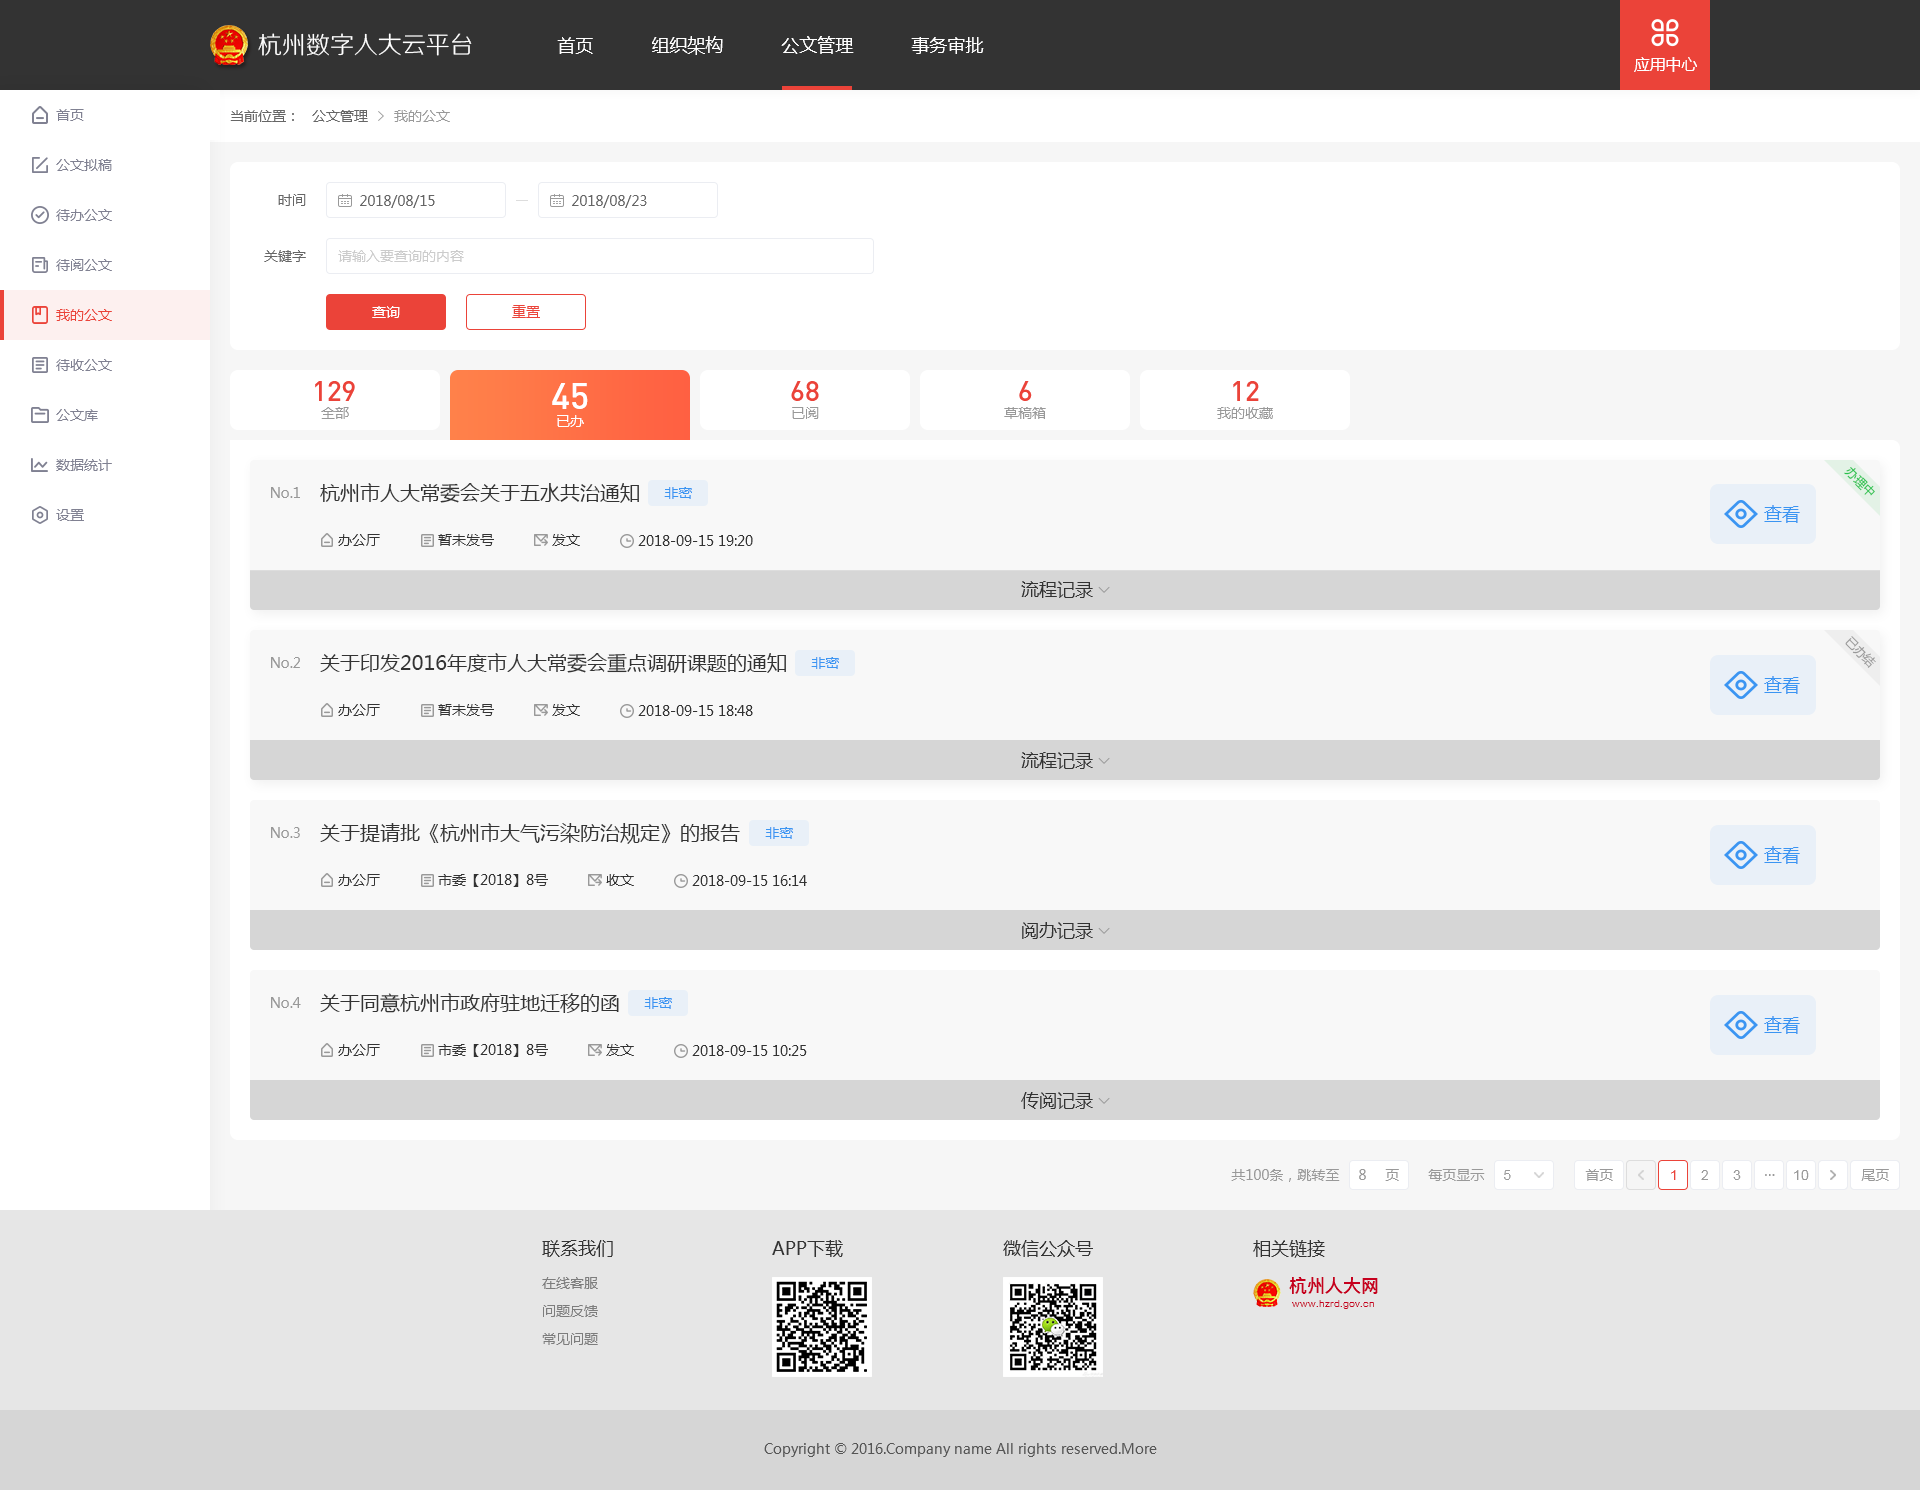 杭州数字人大云平台
首页 组织架构 公文管理 事务审批
应用中心
首页
公文拟稿
待办公文
待阅公文
我的公文
待收公文
公文库
数据统计
设置
当前位置： 公文管理 > 我的公文
时间 2018/08/15 — 2018/08/23
关键字 请输入要查询的内容
查询 重置
129 全部
45 已办
68 已阅
6 草稿箱
12 我的收藏
No.1 杭州市人大常委会关于五水共治通知 非密
办理中
查看
办公厅 暂未发号 发文 2018-09-15 19:20
流程记录
No.2 关于印发2016年度市人大常委会重点调研课题的通知 非密
已办结
查看
办公厅 暂未发号 发文 2018-09-15 18:48
流程记录
No.3 关于提请批《杭州市大气污染防治规定》的报告 非密
查看
办公厅 市委【2018】8号 收文 2018-09-15 16:14
阅办记录
No.4 关于同意杭州市政府驻地迁移的函 非密
查看
办公厅 市委【2018】8号 发文 2018-09-15 10:25
传阅记录
共100条，跳转至 8 页 每页显示 5 首页 < 1 2 3 ··· 10 > 尾页
联系我们
在线客服
问题反馈
常见问题
APP下载
微信公众号
相关链接
杭州人大网
www.hzrd.gov.cn
Copyright © 2016.Company name All rights reserved.More